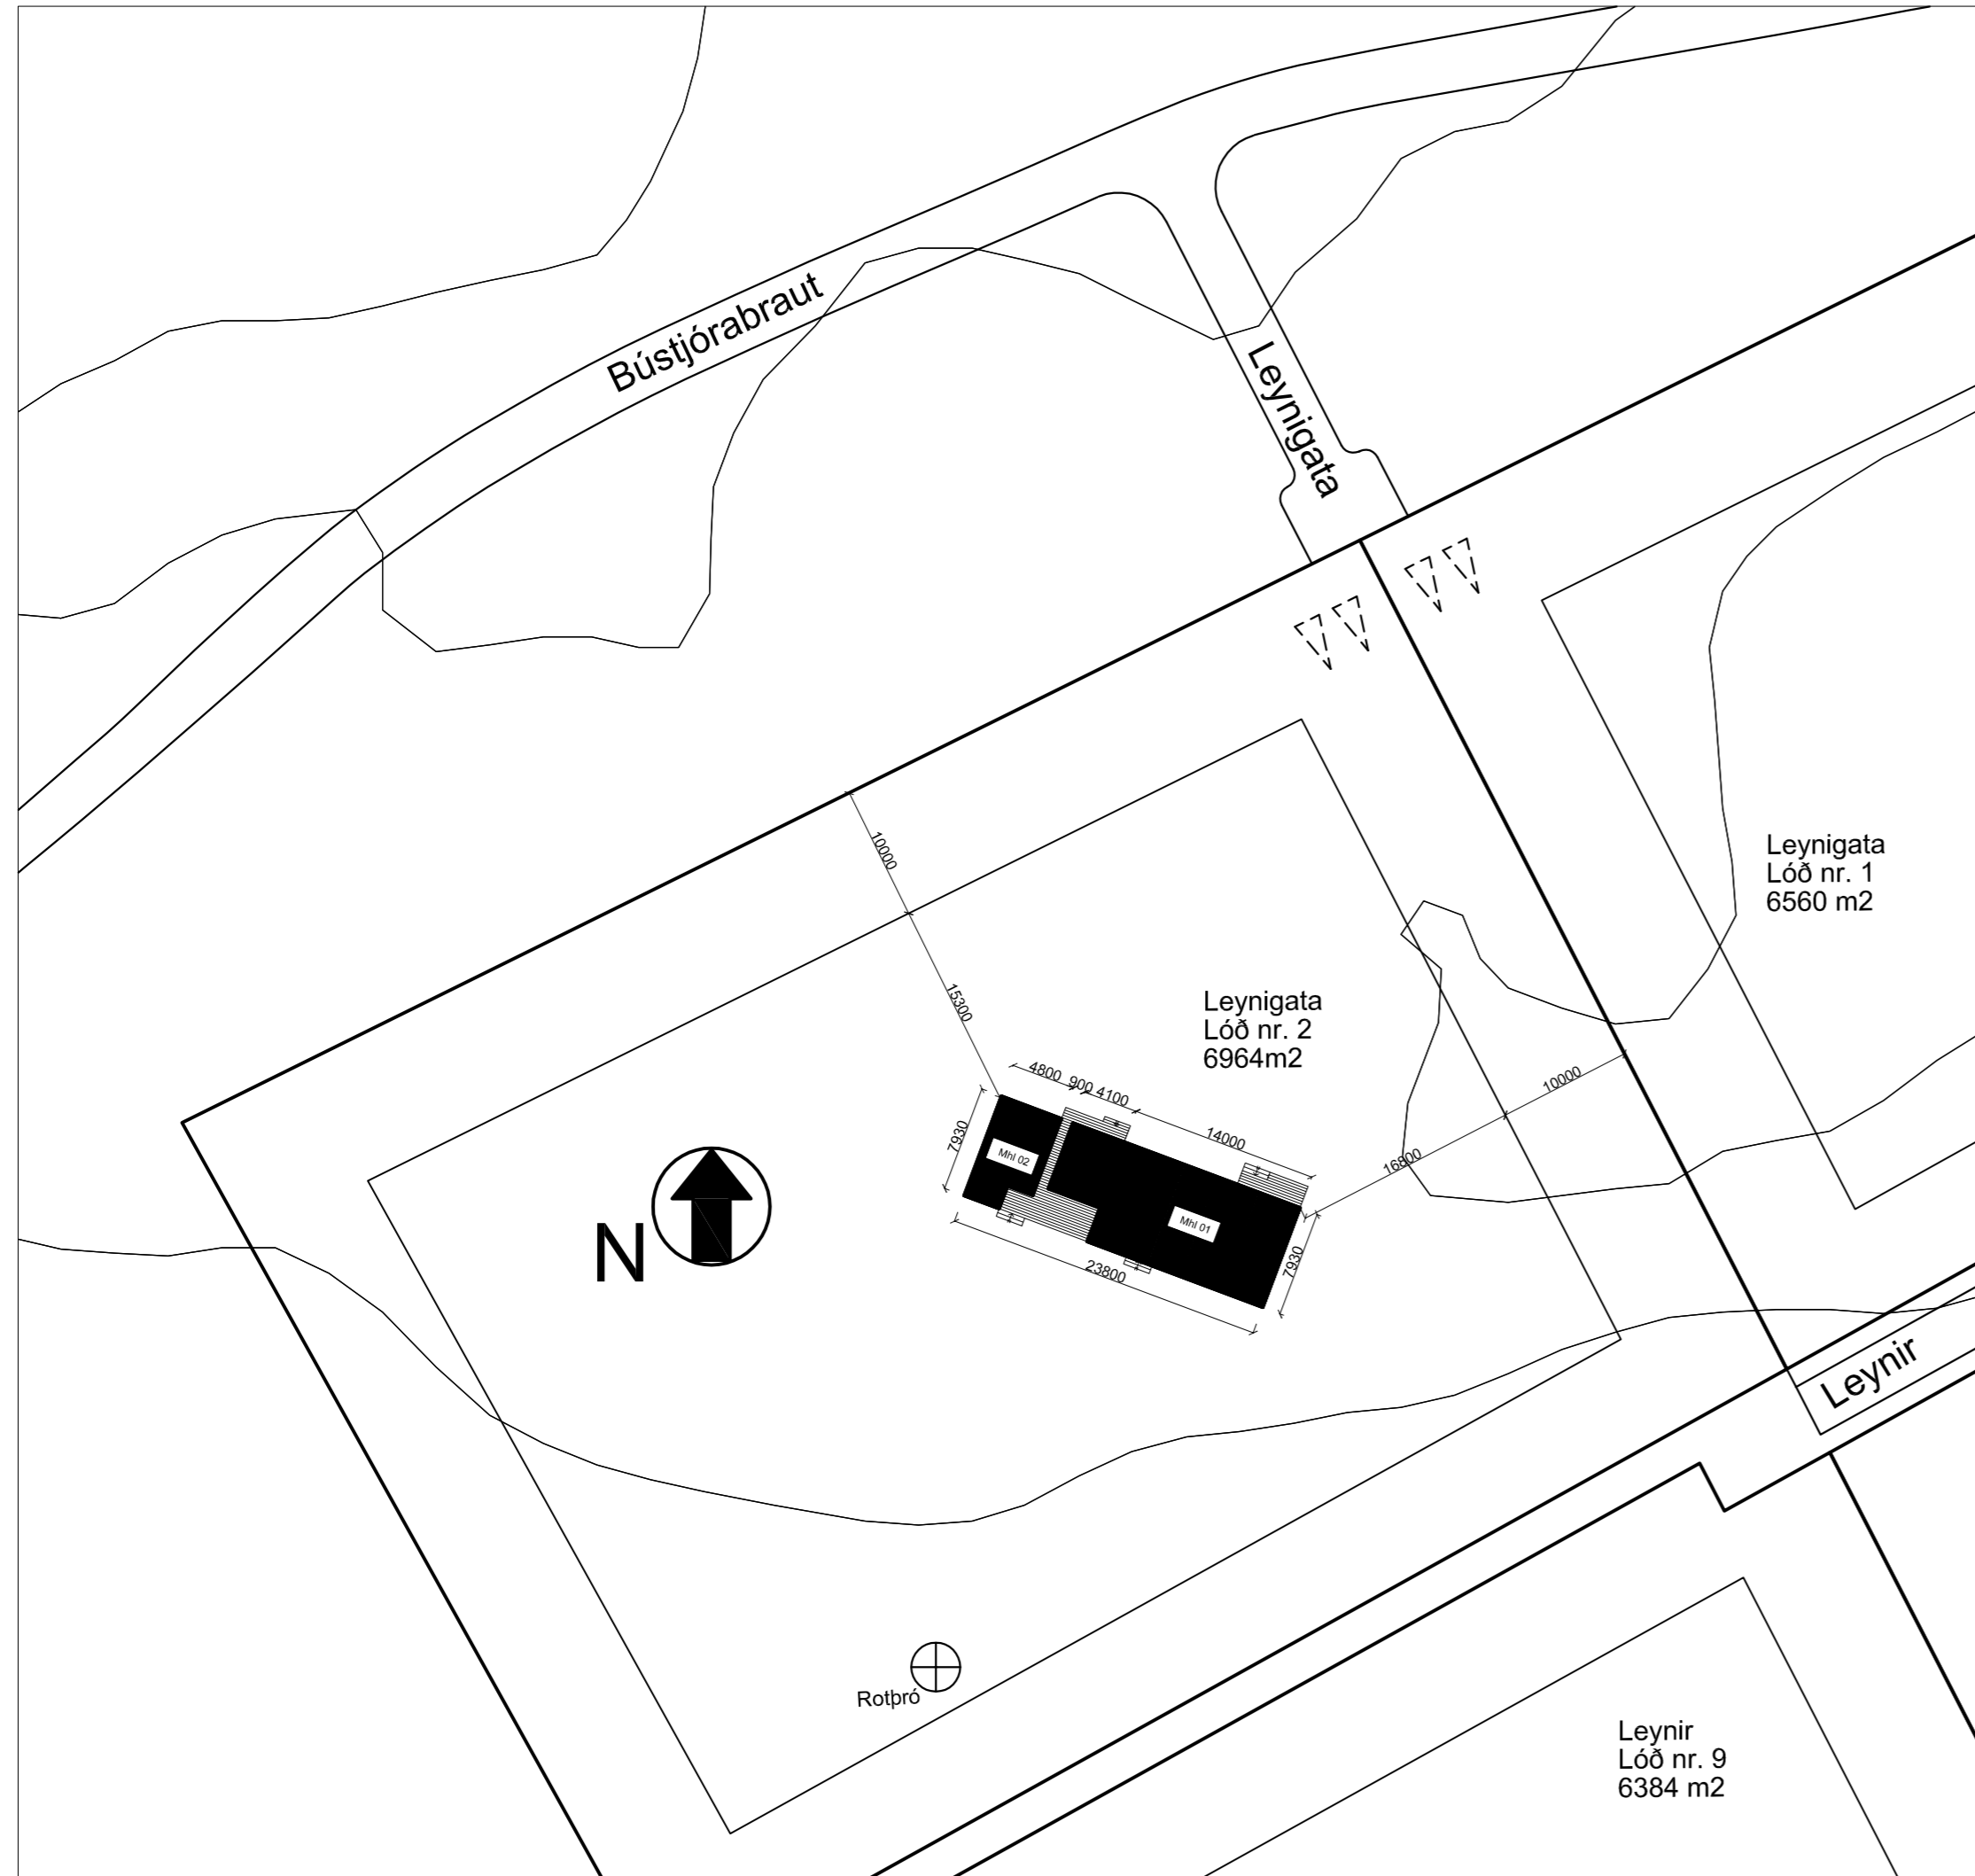 Bústjórabraut
Leynigata
Leynigata
Lóð nr. 1
6560 m2
10000
15300
Leynigata
Lóð nr. 2
6964m2
4800
900
4100
14000
10000
16800
7930
Mhl 02
Mhl 01
7930
23800
N
Leynir
Rotþró
Leynir
Lóð nr. 9
6384 m2